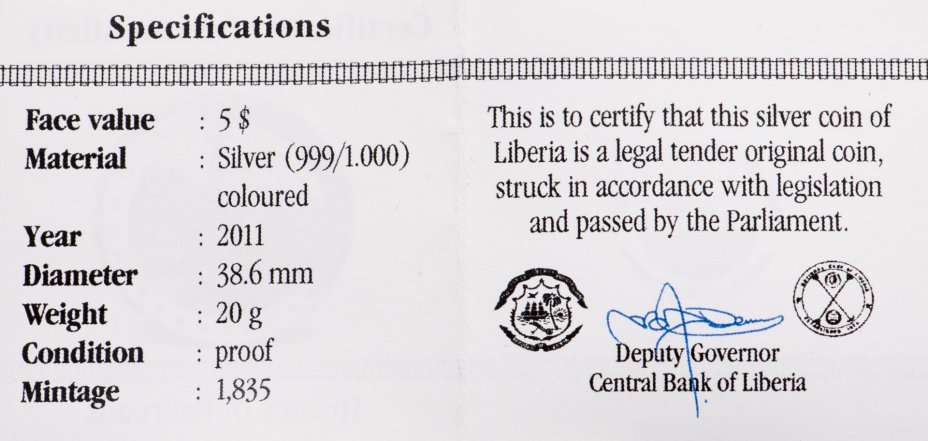 Specifications
Face value : 5 $
Material : Silver (999/1.000)
coloured
Year : 2011
Diameter : 38.6 mm
Weight : 20 g
Condition : proof
Mintage : 1,835
This is to certify that this silver coin of
Liberia is a legal tender original coin,
struck in accordance with legislation
and passed by the Parliament.
Deputy Governor
Central Bank of Liberia